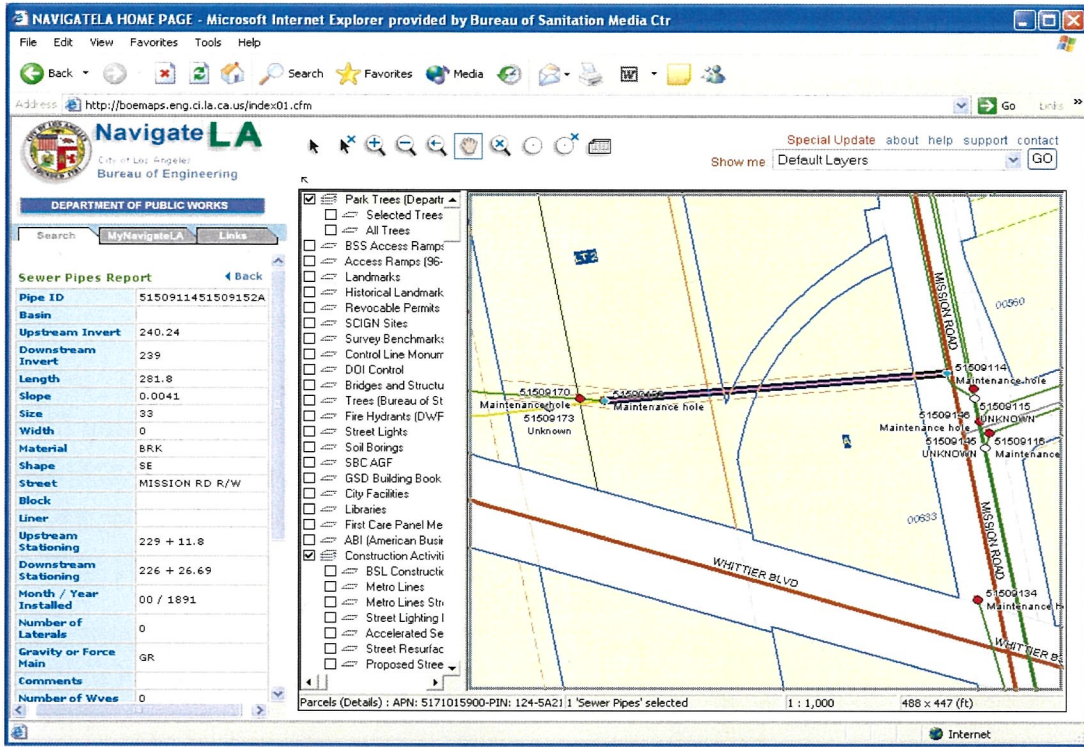 NAVIGATELA HOME PAGE - Microsoft Internet Explorer provided by Bureau of Sanitation Media Ctr
File Edit View Favorites Tools Help
Back Search Favorites Media
Address http://boemaps.eng.ci.la.ca.us/index01.cfm Go Links »
Navigate LA
City of Los Angeles
Bureau of Engineering
DEPARTMENT OF PUBLIC WORKS
Special Update about help support contact
Show me Default Layers GO
Search MyNavigateLA Links
Sewer Pipes Report Back
Pipe ID 5150911451509152A
Basin
Upstream Invert 240.24
Downstream Invert 239
Length 281.8
Slope 0.0041
Size 33
Width 0
Material BRK
Shape SE
Street MISSION RD R/W
Block
Liner
Upstream Stationing 229 + 11.8
Downstream Stationing 226 + 26.69
Month / Year Installed 00 / 1891
Number of Laterals 0
Gravity or Force Main GR
Comments
Number of Wyes 0
Park Trees (Departr
Selected Trees
All Trees
BSS Access Ramps
Access Ramps (96-
Landmarks
Historical Landmark
Revocable Permits
SCIGN Sites
Survey Benchmarks
Control Line Monum
DOI Control
Bridges and Structu
Trees (Bureau of St
Fire Hydrants (DWF
Street Lights
Soil Borings
SBC AGF
GSD Building Book
City Facilities
Libraries
First Care Panel Me
ABI (American Busir
Construction Activiti
BSL Constructic
Metro Lines
Metro Lines Stre
Street Lighting I
Accelerated Se
Street Resurfac
Proposed Stree
LT 2
MISSION ROAD
00560
51509114
Maintenance hole
51509170
Maintenance hole
Maintenance hole
51509173
Unknown
51509115
UNKNOWN
51509146
Maintenance hole
51509145
UNKNOWN
51509116
Maintenance
A
00633
MISSION ROAD
WHITTIER BLVD
51509134
Maintenance h
WHITTIER B
Parcels (Details) : APN: 5171015900-PIN: 124-5A21 1 'Sewer Pipes' selected 1 : 1,000 488 x 447 (ft)
Internet